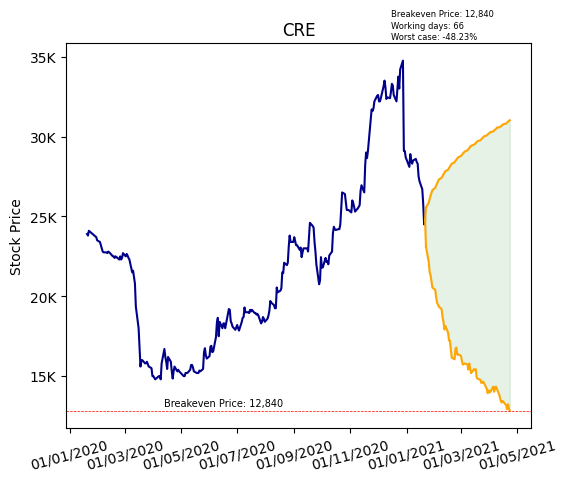 Breakeven Price: 12,840
Working days: 66
Worst case: -48.23%
CRE
35K
30K
25K
20K
15K
Stock Price
Breakeven Price: 12,840
01/01/2020
01/03/2020
01/05/2020
01/07/2020
01/09/2020
01/11/2020
01/01/2021
01/03/2021
01/05/2021